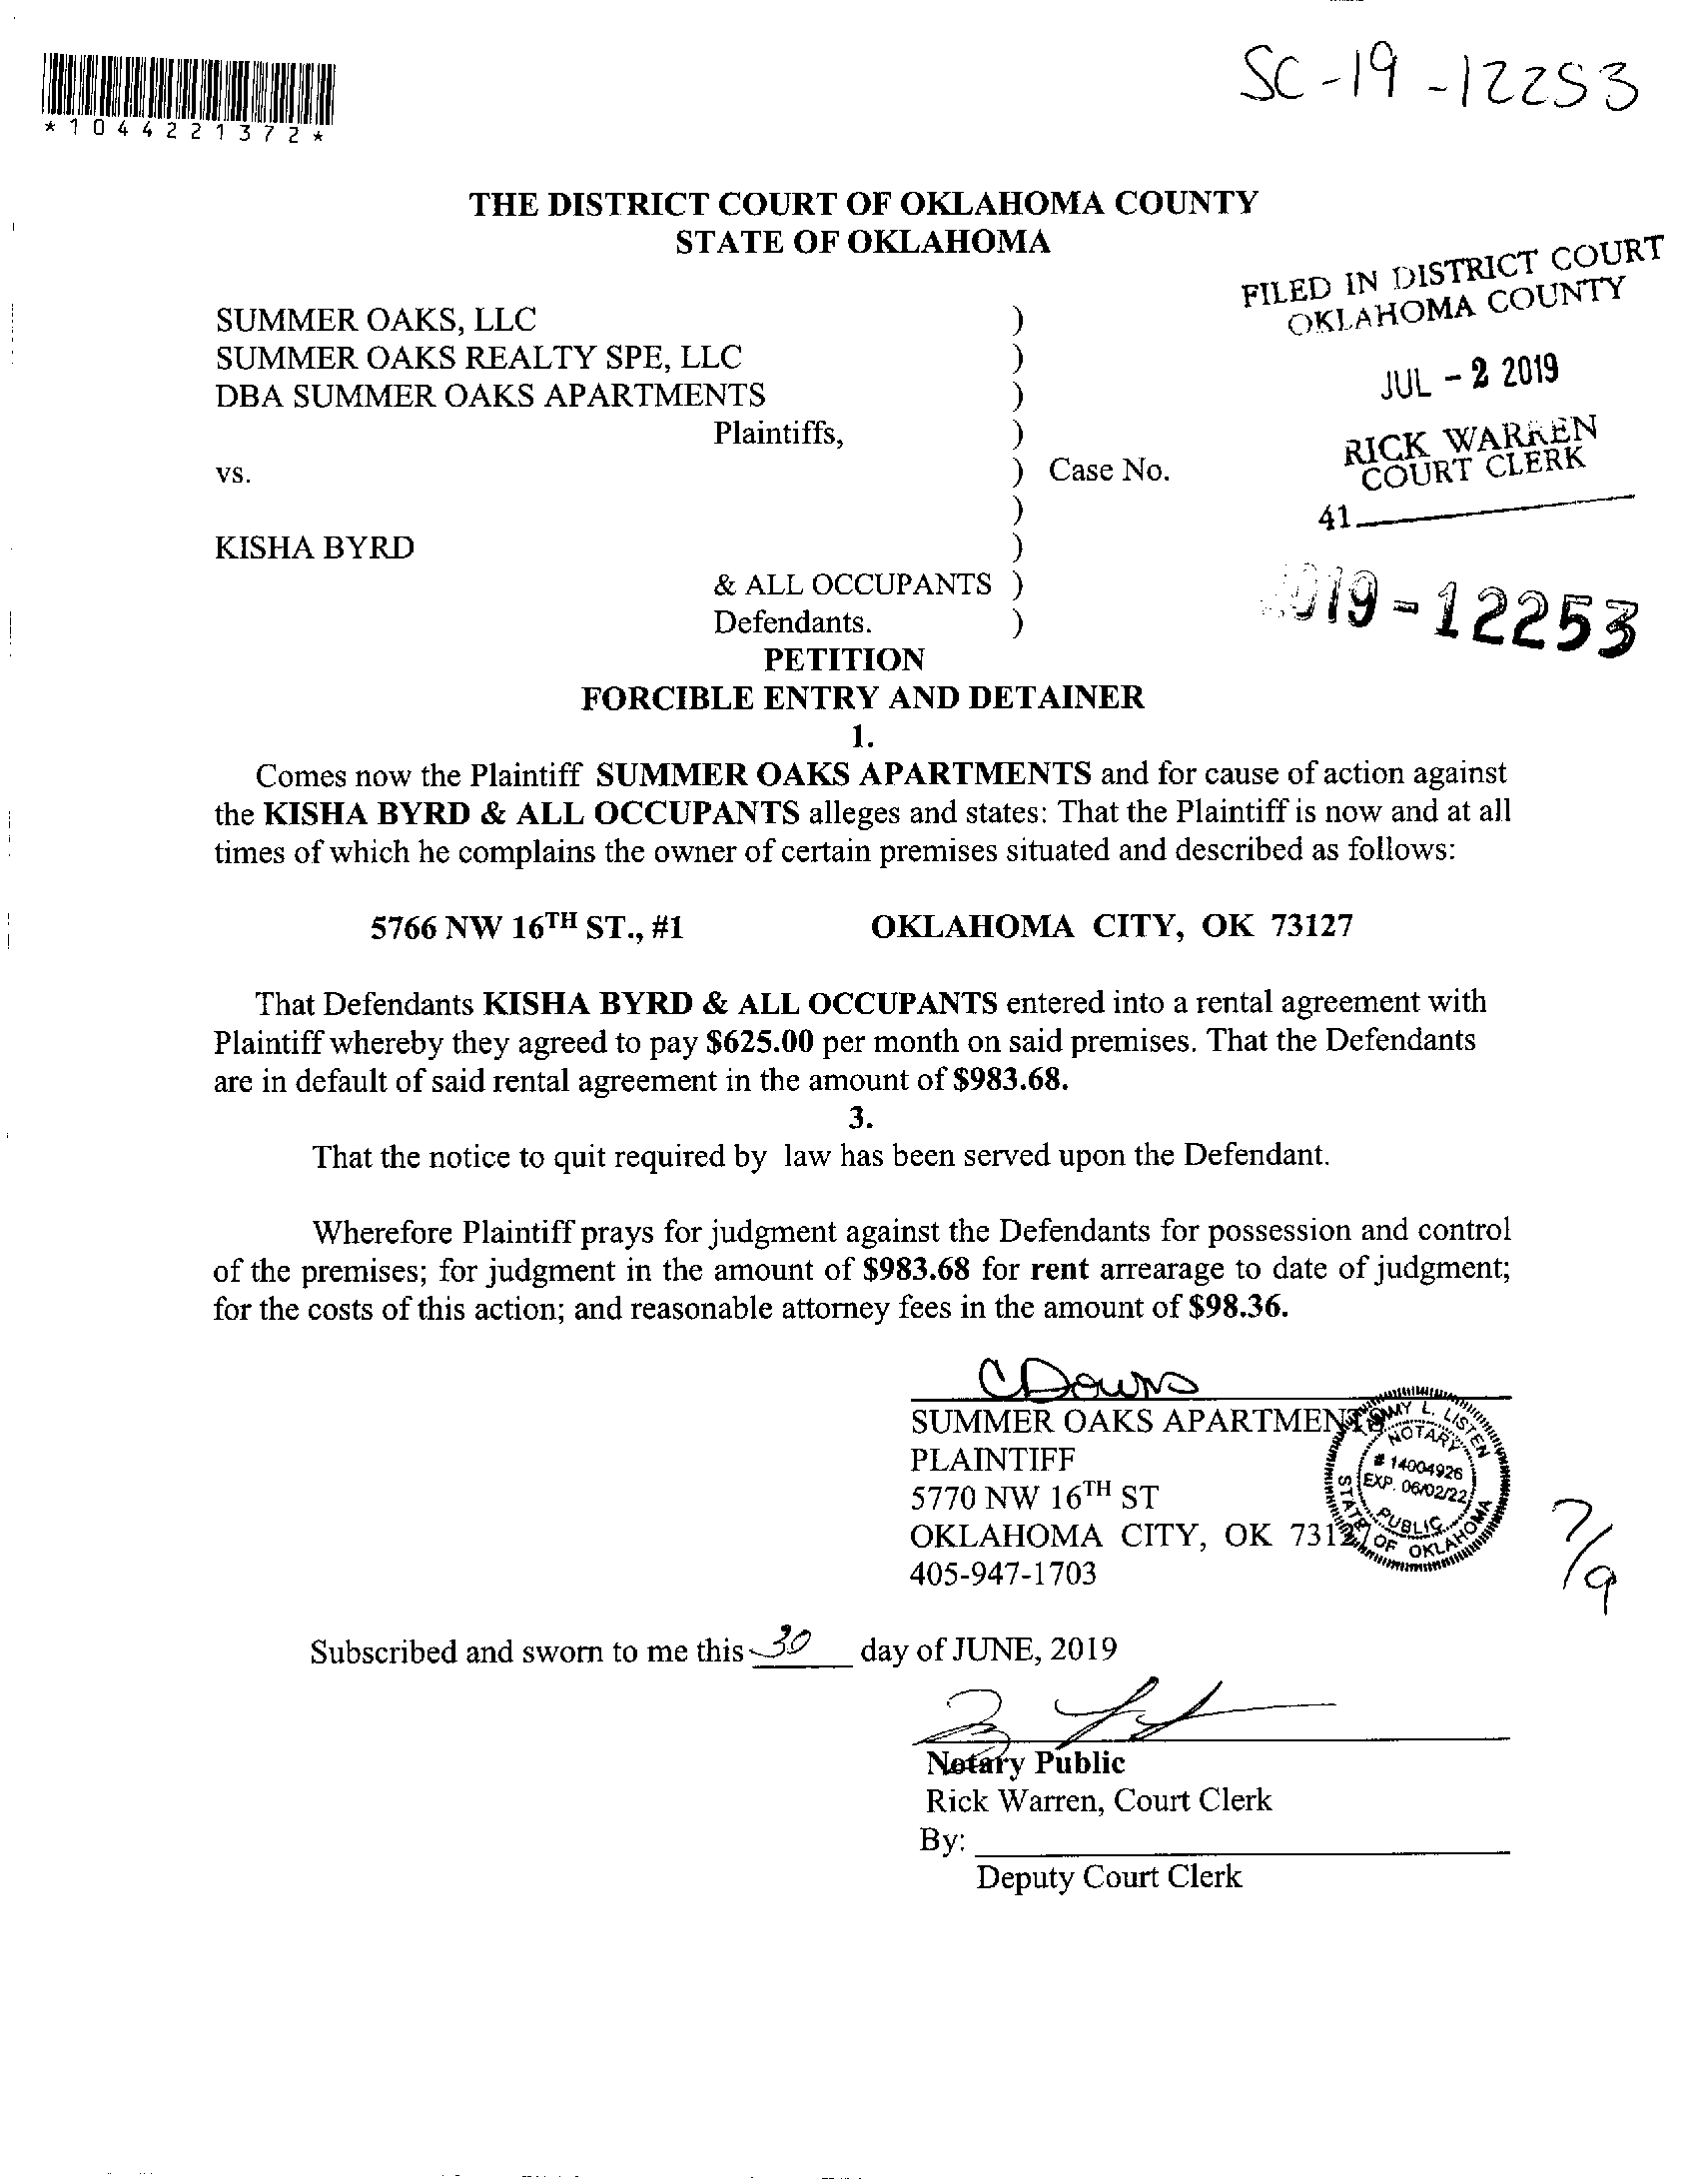 SC-19-12253
*1044221372*
THE DISTRICT COURT OF OKLAHOMA COUNTY
STATE OF OKLAHOMA
FILED IN DISTRICT COURT
OKLAHOMA COUNTY
JUL - 2 2019
RICK WARREN
COURT CLERK
41
SUMMER OAKS, LLC )
SUMMER OAKS REALTY SPE, LLC )
DBA SUMMER OAKS APARTMENTS )
Plaintiffs, )
vs. ) Case No.
)
KISHA BYRD )
& ALL OCCUPANTS )
Defendants. )
2019-12253
PETITION
FORCIBLE ENTRY AND DETAINER
1.
Comes now the Plaintiff SUMMER OAKS APARTMENTS and for cause of action against
the KISHA BYRD & ALL OCCUPANTS alleges and states: That the Plaintiff is now and at all
times of which he complains the owner of certain premises situated and described as follows:
5766 NW 16TH ST., #1 OKLAHOMA CITY, OK 73127
That Defendants KISHA BYRD & ALL OCCUPANTS entered into a rental agreement with
Plaintiff whereby they agreed to pay $625.00 per month on said premises. That the Defendants
are in default of said rental agreement in the amount of $983.68.
3.
That the notice to quit required by law has been served upon the Defendant.
Wherefore Plaintiff prays for judgment against the Defendants for possession and control
of the premises; for judgment in the amount of $983.68 for rent arrearage to date of judgment;
for the costs of this action; and reasonable attorney fees in the amount of $98.36.
CDowns
SUMMER OAKS APARTMENTS
PLAINTIFF
5770 NW 16TH ST
OKLAHOMA CITY, OK 73127
405-947-1703
TOMMY L. LISTEN
NOTARY
# 14004926
EXP. 06/02/22
PUBLIC
STATE OF OKLAHOMA
7/9
Subscribed and sworn to me this 30 day of JUNE, 2019
Notary Public
Rick Warren, Court Clerk
By:
Deputy Court Clerk